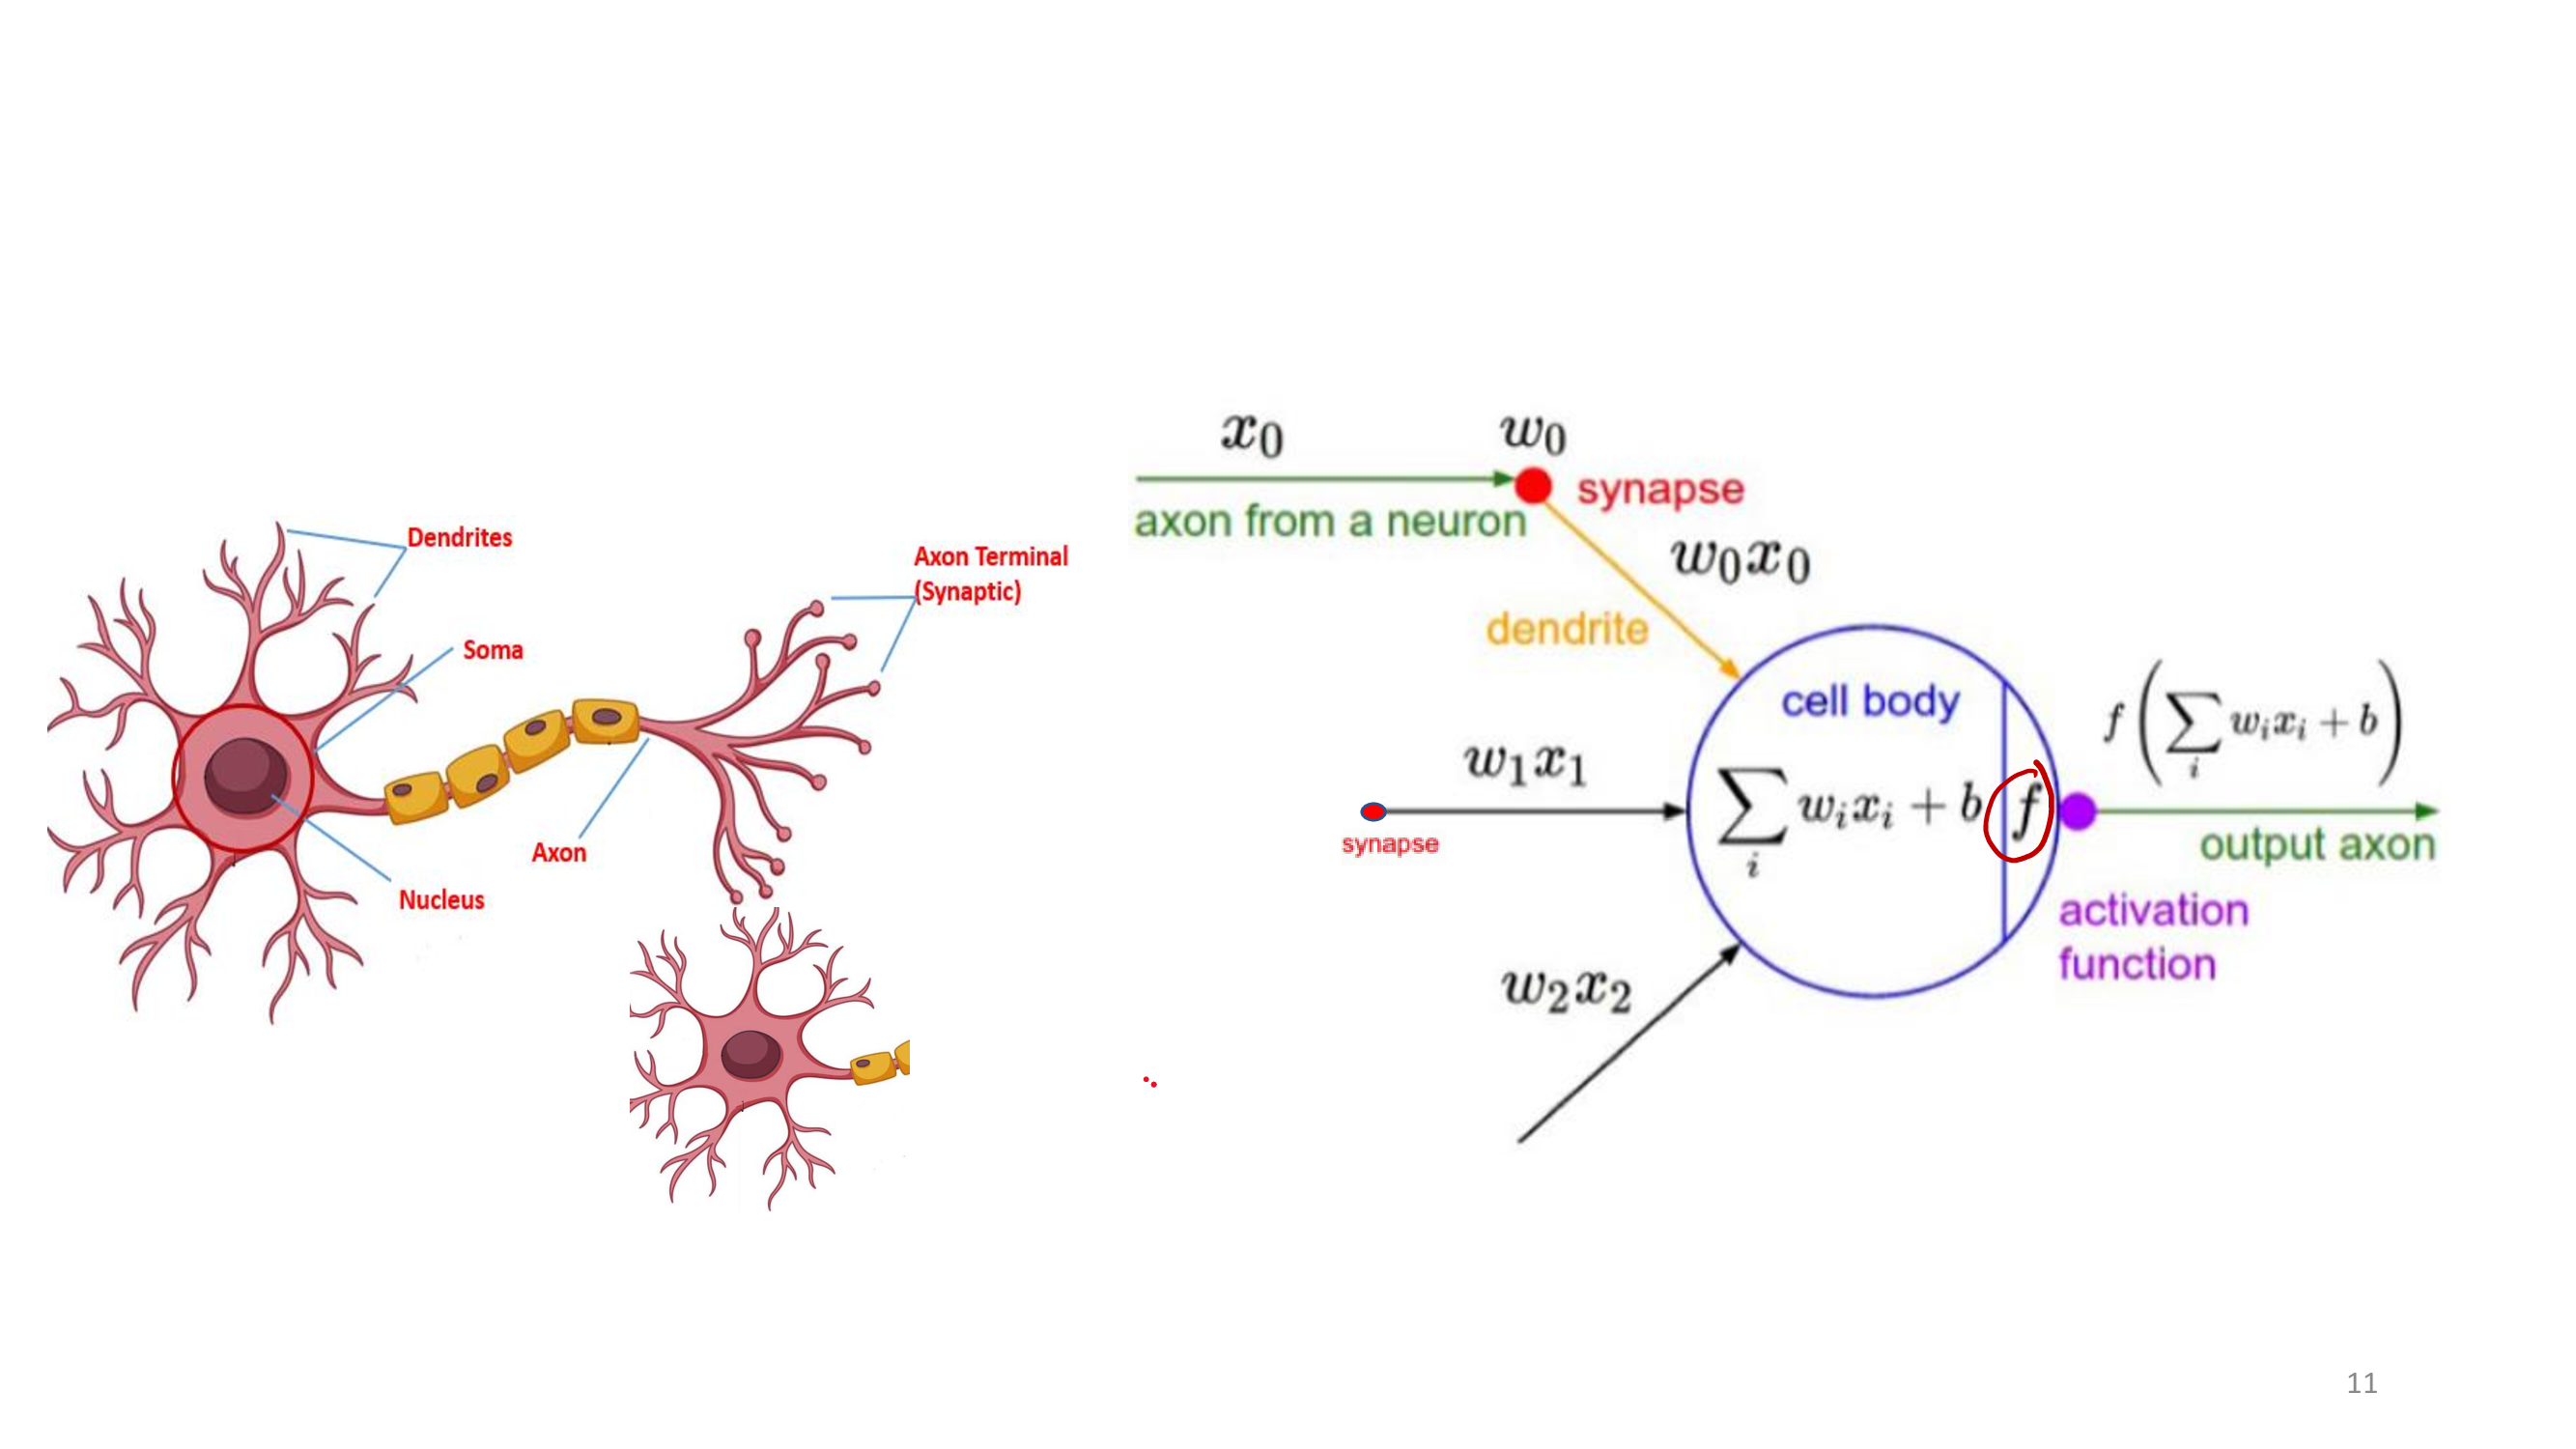 Dendrites
Soma
Axon Terminal
(Synaptic)
Axon
Nucleus
x₀
w₀
synapse
axon from a neuron
w₀x₀
dendrite
cell body
w₁x₁
synapse
∑ᵢ wᵢxᵢ + b
f
f(∑ᵢ wᵢxᵢ + b)
output axon
activation
function
w₂x₂
11